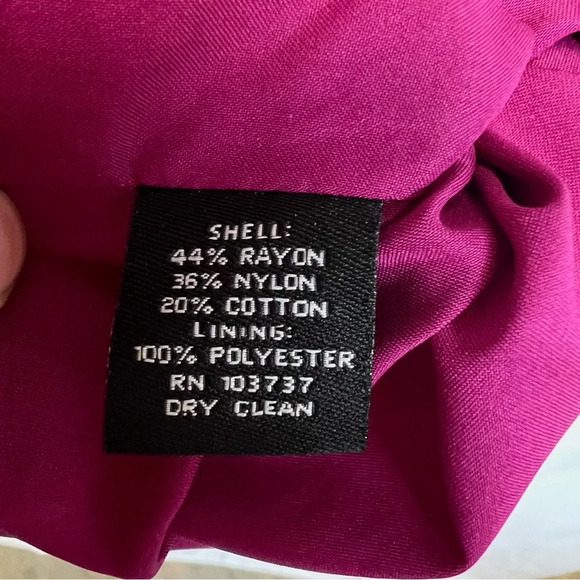 SHELL:
44% RAYON
36% NYLON
20% COTTON
LINING:
100% POLYESTER
RN 103737
DRY CLEAN